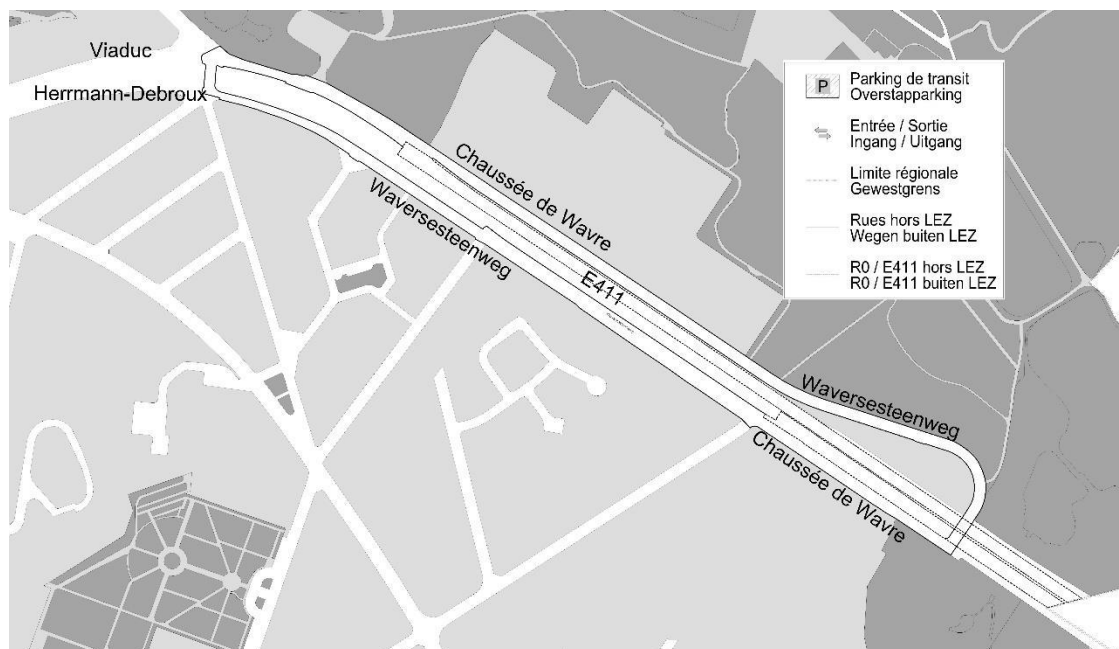 Viaduc
Herrmann-Debroux
Chaussée de Wavre
Waversesteenweg
E411
Waversesteenweg
Chaussée de Wavre
P
Parking de transit
Overstapparking
Entrée / Sortie
Ingang / Uitgang
Limite régionale
Gewestgrens
Rues hors LEZ
Wegen buiten LEZ
R0 / E411 hors LEZ
R0 / E411 buiten LEZ